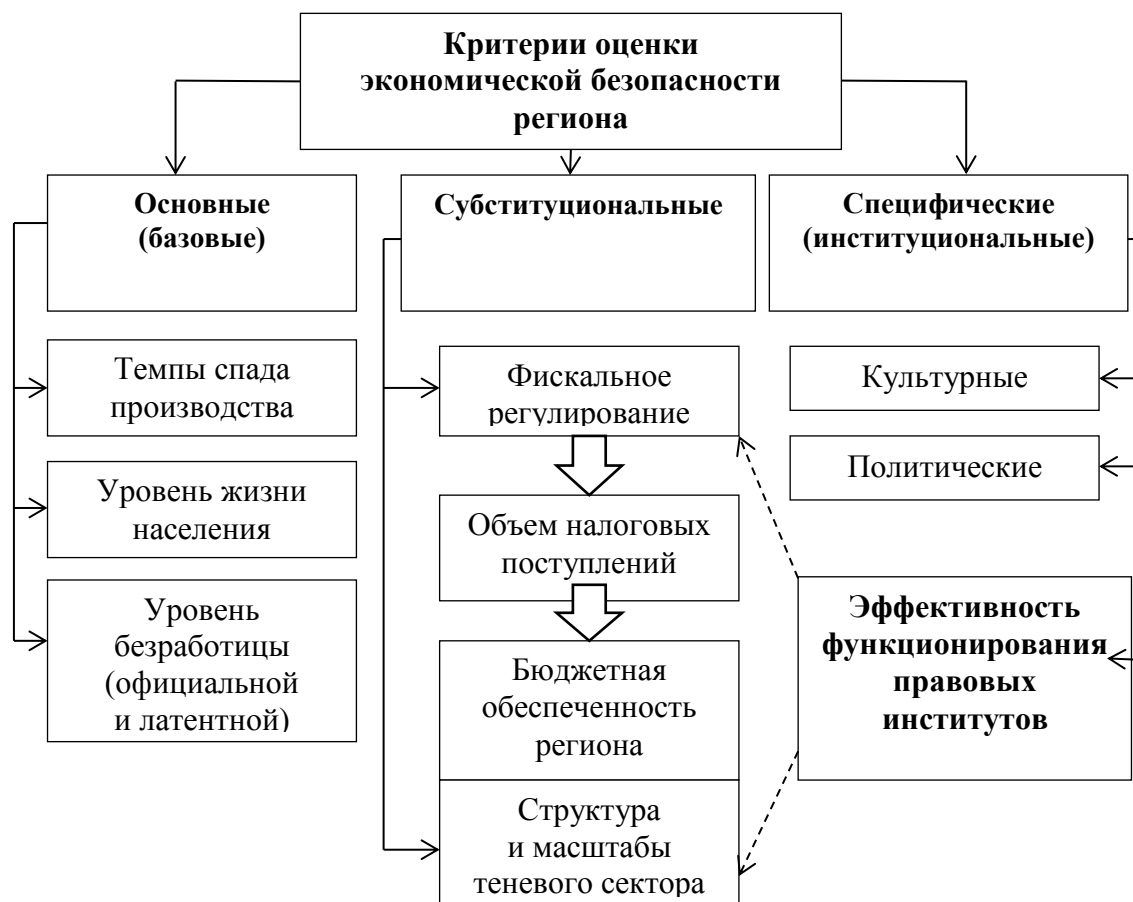 Критерии оценки
экономической безопасности
региона
Основные
(базовые)
Субституциональные
Специфические
(институциональные)
Темпы спада
производства
Уровень жизни
населения
Уровень
безработицы
(официальной
и латентной)
Фискальное
регулирование
Объем налоговых
поступлений
Бюджетная
обеспеченность
региона
Структура
и масштабы
теневого сектора
Культурные
Политические
Эффективность
функционирования
правовых
институтов